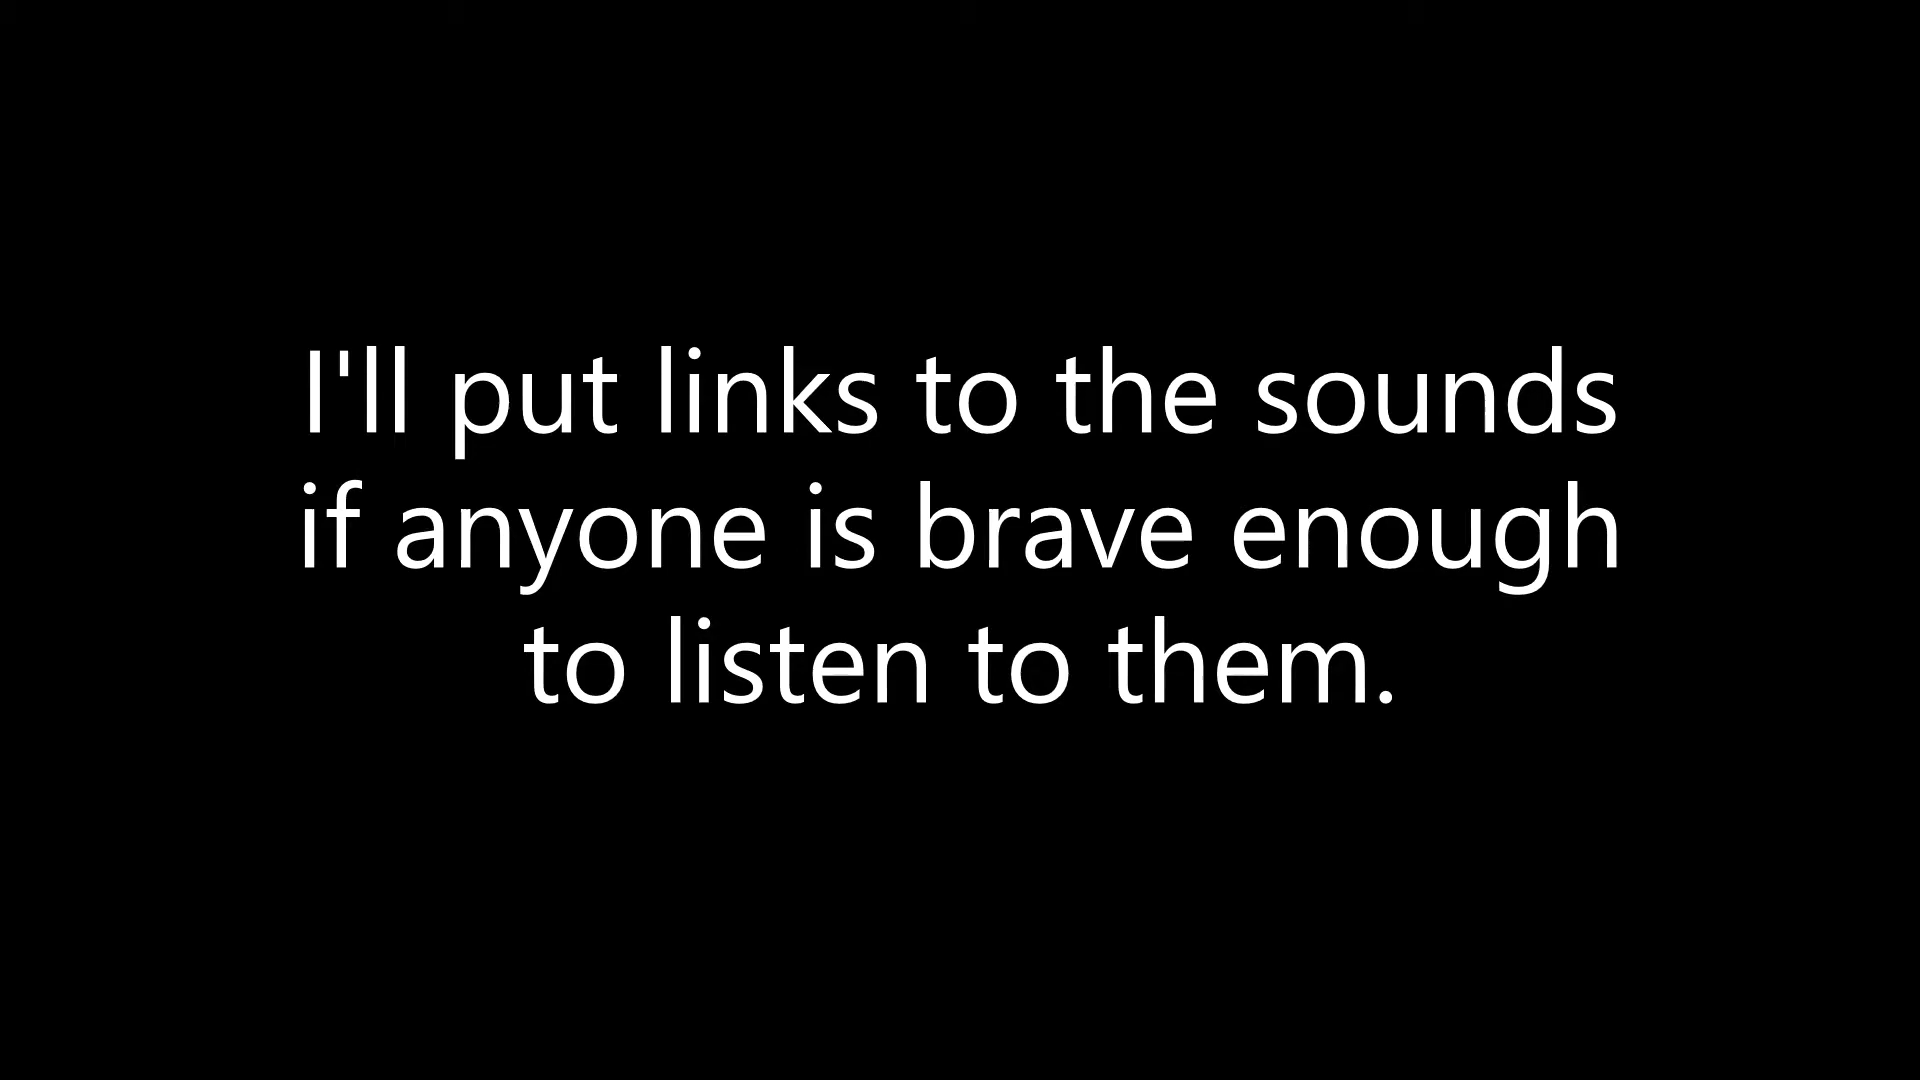 I'll put links to the sounds
if anyone is brave enough
to listen to them.